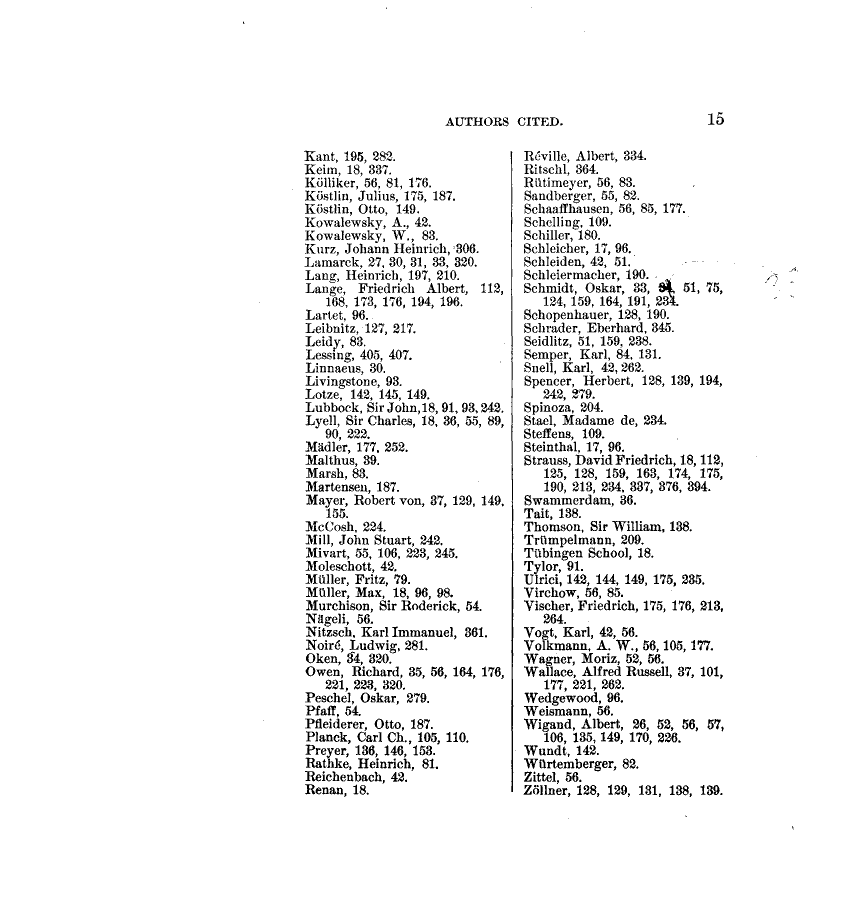 AUTHORS CITED. 15
Kant, 195, 282.
Keim, 18, 337.
Kölliker, 56, 81, 176.
Köstlin, Julius, 175, 187.
Köstlin, Otto, 149.
Kowalewsky, A., 42.
Kowalewsky, W., 83.
Kurz, Johann Heinrich, 306.
Lamarck, 27, 30, 31, 33, 320.
Lang, Heinrich, 197, 210.
Lange, Friedrich Albert, 112,
168, 173, 176, 194, 196.
Lartet, 96.
Leibnitz, 127, 217.
Leidy, 83.
Lessing, 405, 407.
Linnaeus, 30.
Livingstone, 93.
Lotze, 142, 145, 149.
Lubbock, Sir John, 18, 91, 93, 242.
Lyell, Sir Charles, 18, 36, 55, 89,
90, 222.
Mädler, 177, 252.
Malthus, 39.
Marsh, 83.
Martensen, 187.
Mayer, Robert von, 37, 129, 149.
155.
McCosh, 224.
Mill, John Stuart, 242.
Mivart, 55, 106, 223, 245.
Moleschott, 42.
Müller, Fritz, 79.
Müller, Max, 18, 96, 98.
Murchison, Sir Roderick, 54.
Nägeli, 56.
Nitzsch, Karl Immanuel, 361.
Noiré, Ludwig, 281.
Oken, 34, 320.
Owen, Richard, 35, 56, 164, 176,
221, 223, 320.
Peschel, Oskar, 279.
Pfaff, 54.
Pfleiderer, Otto, 187.
Planck, Carl Ch., 105, 110.
Preyer, 136, 146, 153.
Rathke, Heinrich, 81.
Reichenbach, 42.
Renan, 18.
Réville, Albert, 334.
Ritschl, 364.
Rütimeyer, 56, 83.
Sandberger, 55, 82.
Schaaffhausen, 56, 85, 177.
Schelling, 109.
Schiller, 180.
Schleicher, 17, 96.
Schleiden, 42, 51.
Schleiermacher, 190.
Schmidt, Oskar, 33, 51, 75,
124, 159, 164, 191, 234.
Schopenhauer, 128, 190.
Schrader, Eberhard, 345.
Seidlitz, 51, 159, 238.
Semper, Karl, 84, 131.
Snell, Karl, 42, 262.
Spencer, Herbert, 128, 139, 194,
242, 279.
Spinoza, 204.
Stael, Madame de, 234.
Steffens, 109.
Steinthal, 17, 96.
Strauss, David Friedrich, 18, 112,
125, 128, 159, 163, 174, 175,
190, 213, 234, 337, 376, 394.
Swammerdam, 36.
Tait, 138.
Thomson, Sir William, 138.
Trümpelmann, 209.
Tübingen School, 18.
Tylor, 91.
Ulrici, 142, 144, 149, 175, 235.
Virchow, 56, 85.
Vischer, Friedrich, 175, 176, 213,
264.
Vogt, Karl, 42, 56.
Volkmann, A. W., 56, 105, 177.
Wagner, Moriz, 52, 56.
Wallace, Alfred Russell, 37, 101,
177, 221, 262.
Wedgewood, 96.
Weismann, 56.
Wigand, Albert, 26, 52, 56, 57,
106, 135, 149, 170, 226.
Wundt, 142.
Würtemberger, 82.
Zittel, 56.
Zöllner, 128, 129, 131, 138, 139.